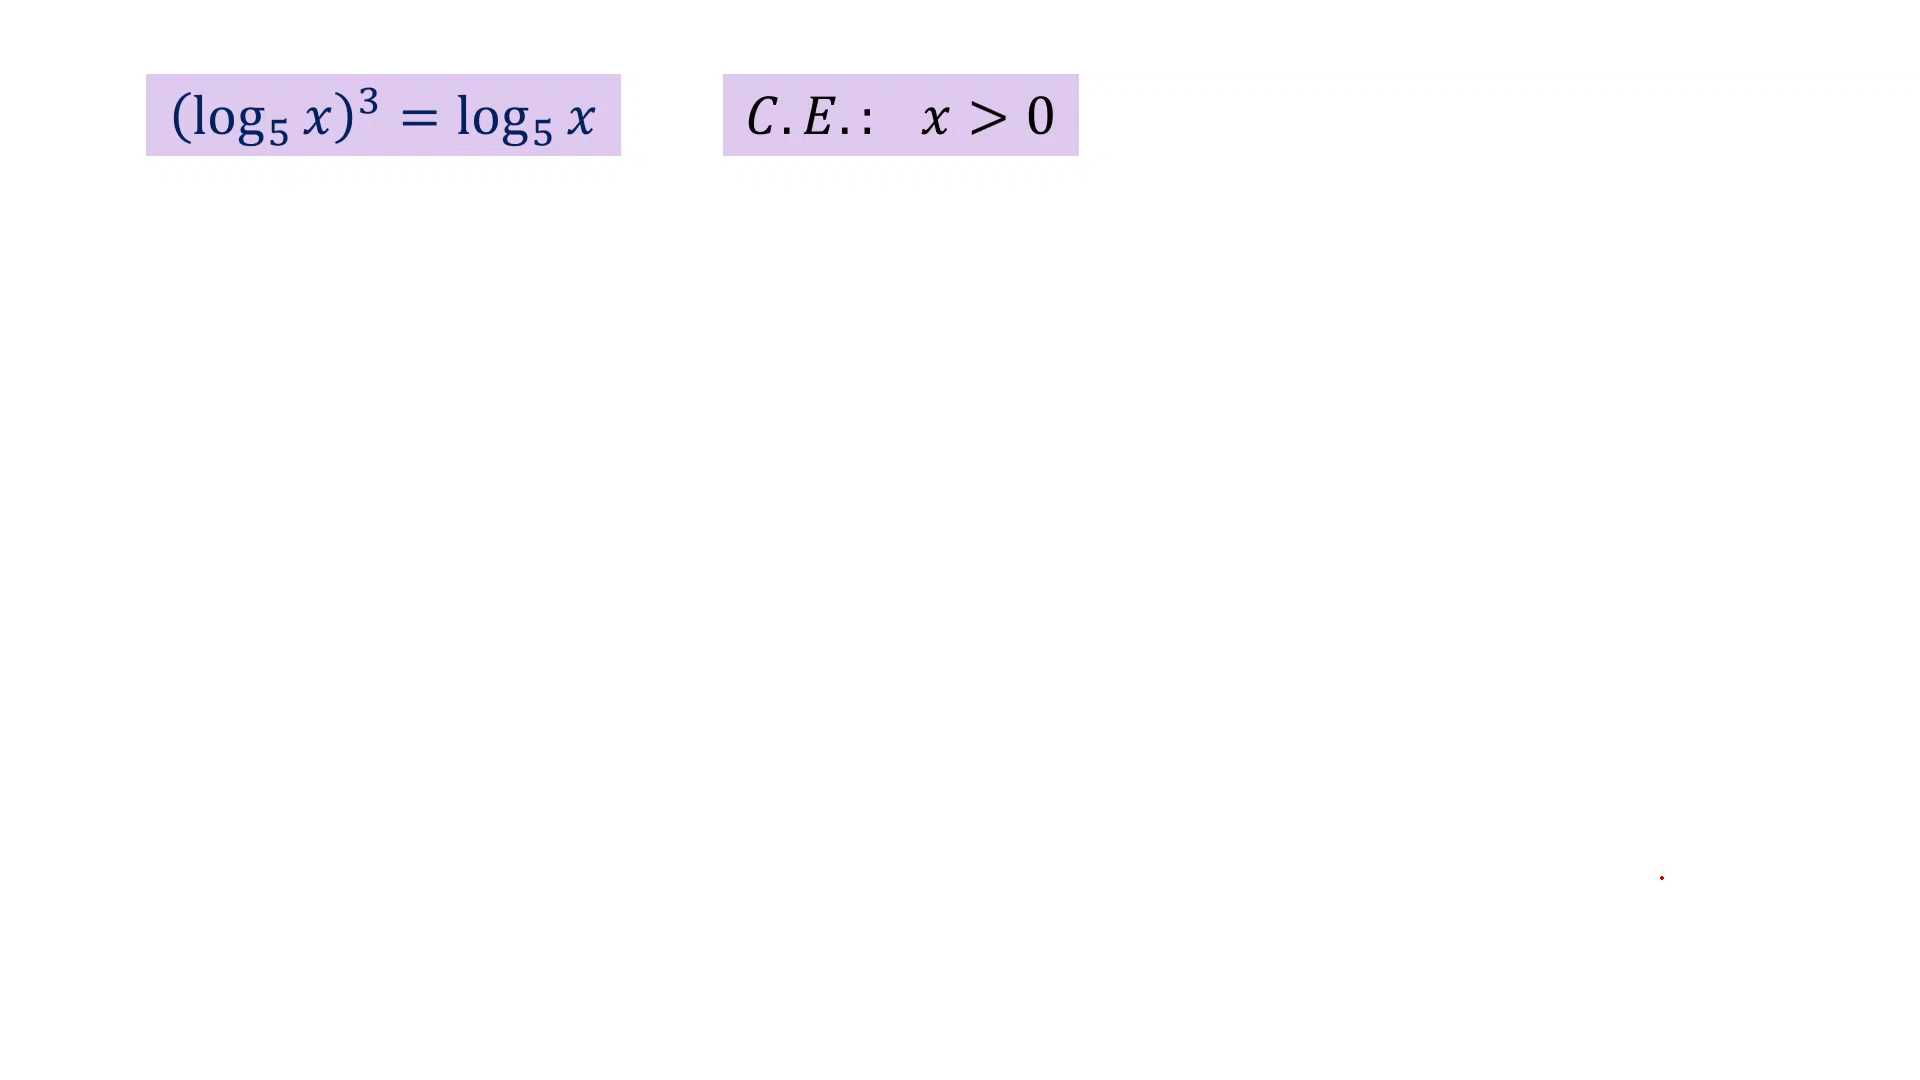 (log₅ x)³ = log₅ x
C.E.: x > 0